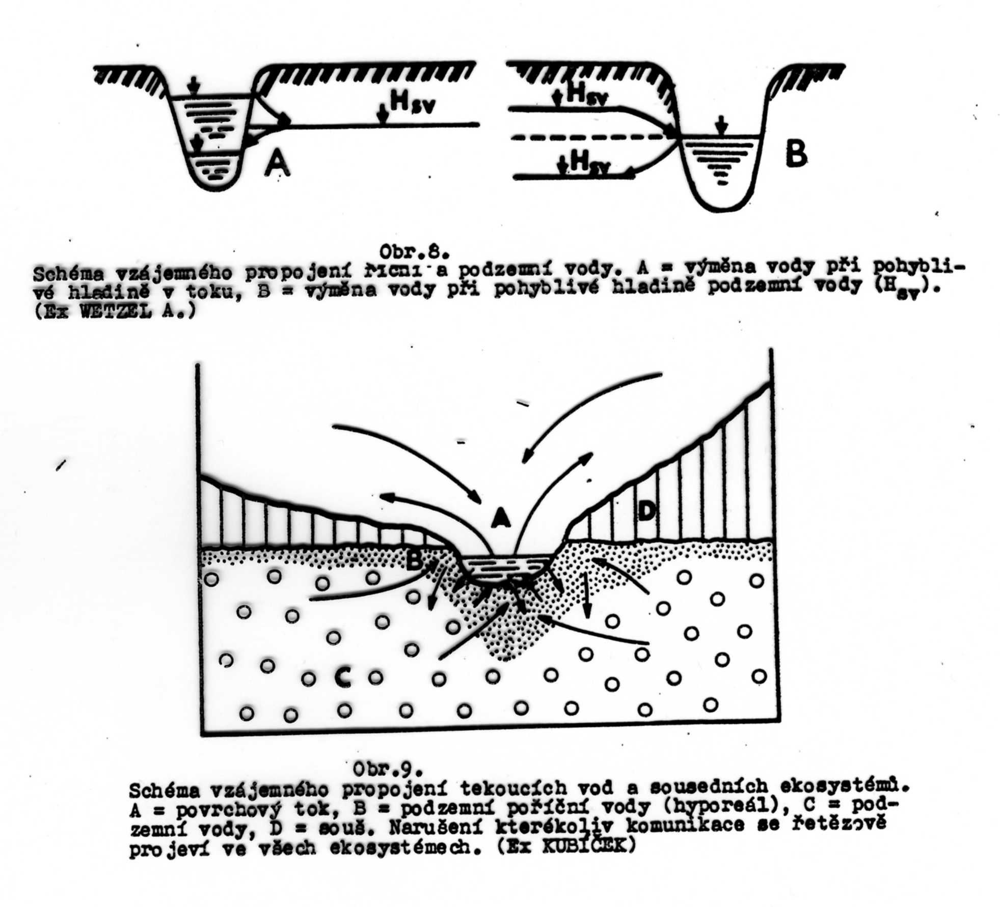 Hsv
A
Hsv
Hsv
B
Obr.8.
Schéma vzájemného propojení říční a podzemní vody. A = výměna vody při pohybli-
vé hladině v toku, B = výměna vody při pohyblivé hladině podzemní vody (Hsv).
(Ex WETZEL A.)
A
D
B
C
Obr.9.
Schéma vzájemného propojení tekoucích vod a sousedních ekosystémů.
A = povrchový tok, B = podzemní poříční vody (hyporeál), C = pod-
zemní vody, D = souš. Narušení kterékoliv komunikace se řetězově
projeví ve všech ekosystémech. (Ex KUBÍČEK)